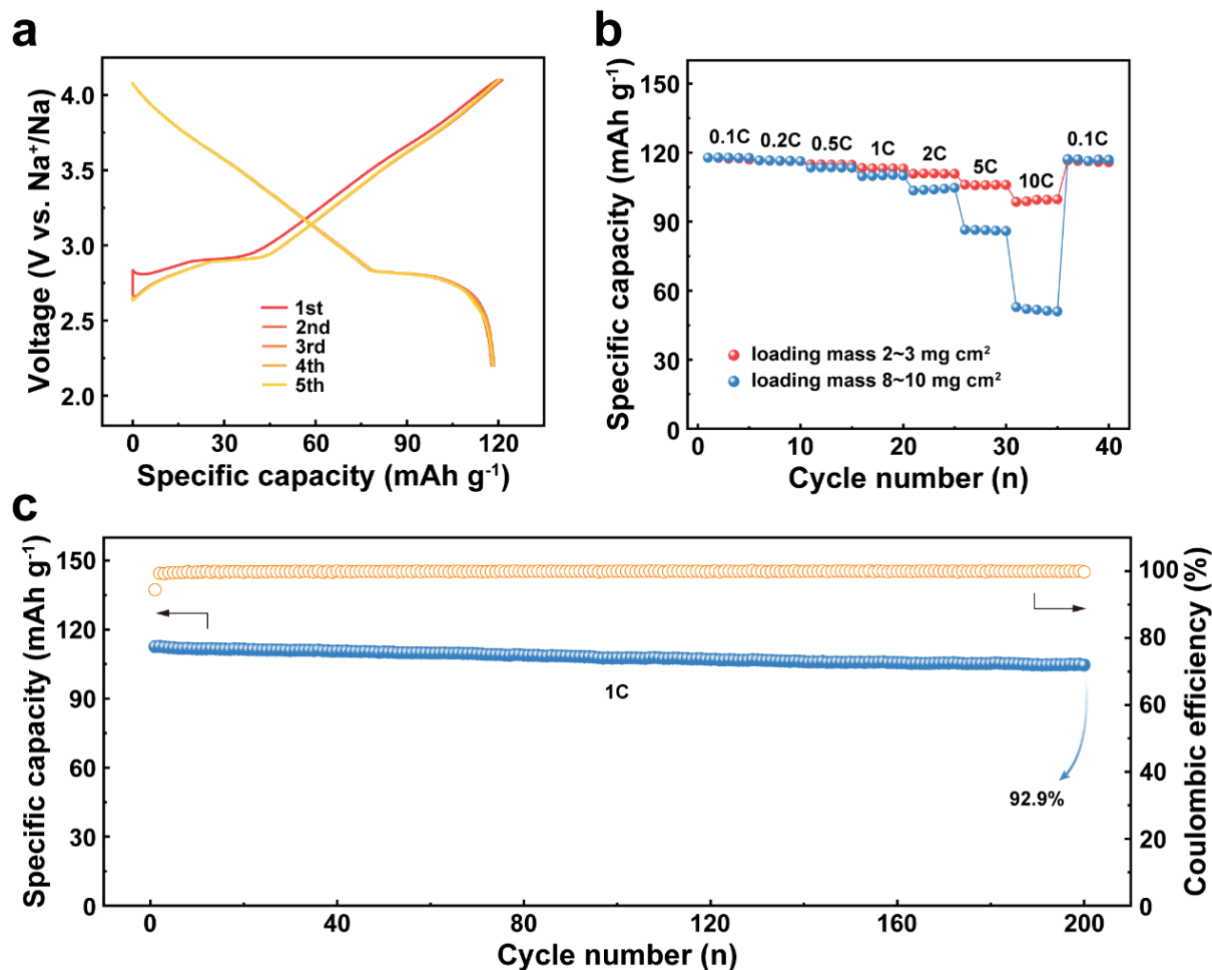 a
Voltage (V vs. Na⁺/Na)
4.0
3.5
3.0
2.5
2.0
1st
2nd
3rd
4th
5th
0 30 60 90 120
Specific capacity (mAh g⁻¹)
b
Specific capacity (mAh g⁻¹)
150
120
90
60
30
0
0.1C 0.2C 0.5C 1C 2C 5C 10C 0.1C
loading mass 2~3 mg cm²
loading mass 8~10 mg cm²
0 10 20 30 40
Cycle number (n)
c
Specific capacity (mAh g⁻¹)
150
120
90
60
30
0
1C
92.9%
100
80
60
40
20
0
Coulombic efficiency (%)
0 40 80 120 160 200
Cycle number (n)